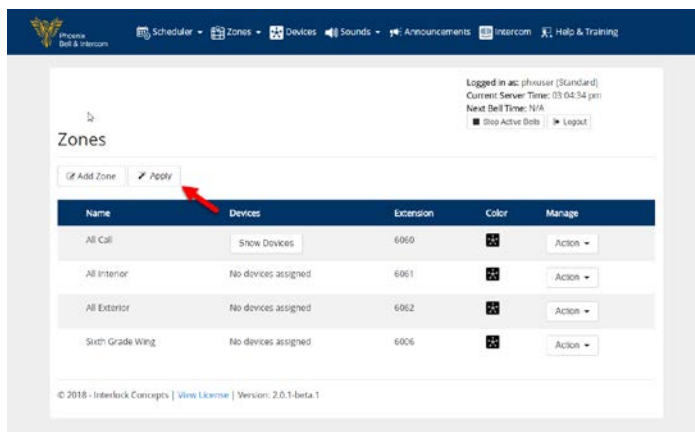 Phoenix
Bell & Intercom
Scheduler Zones Devices Sounds Announcements Intercom Help & Training
Logged in as: phxuser (Standard)
Current Server Time: 03:04:34 pm
Next Bell Time: N/A
Stop Active Bells Logout
Zones
Add Zone Apply
Name Devices Extension Color Manage
All Call Show Devices 6060 Action
All Interior No devices assigned 6061 Action
All Exterior No devices assigned 6062 Action
Sixth Grade Wing No devices assigned 6006 Action
© 2018 - Interlock Concepts | View License | Version: 2.0.1-beta.1